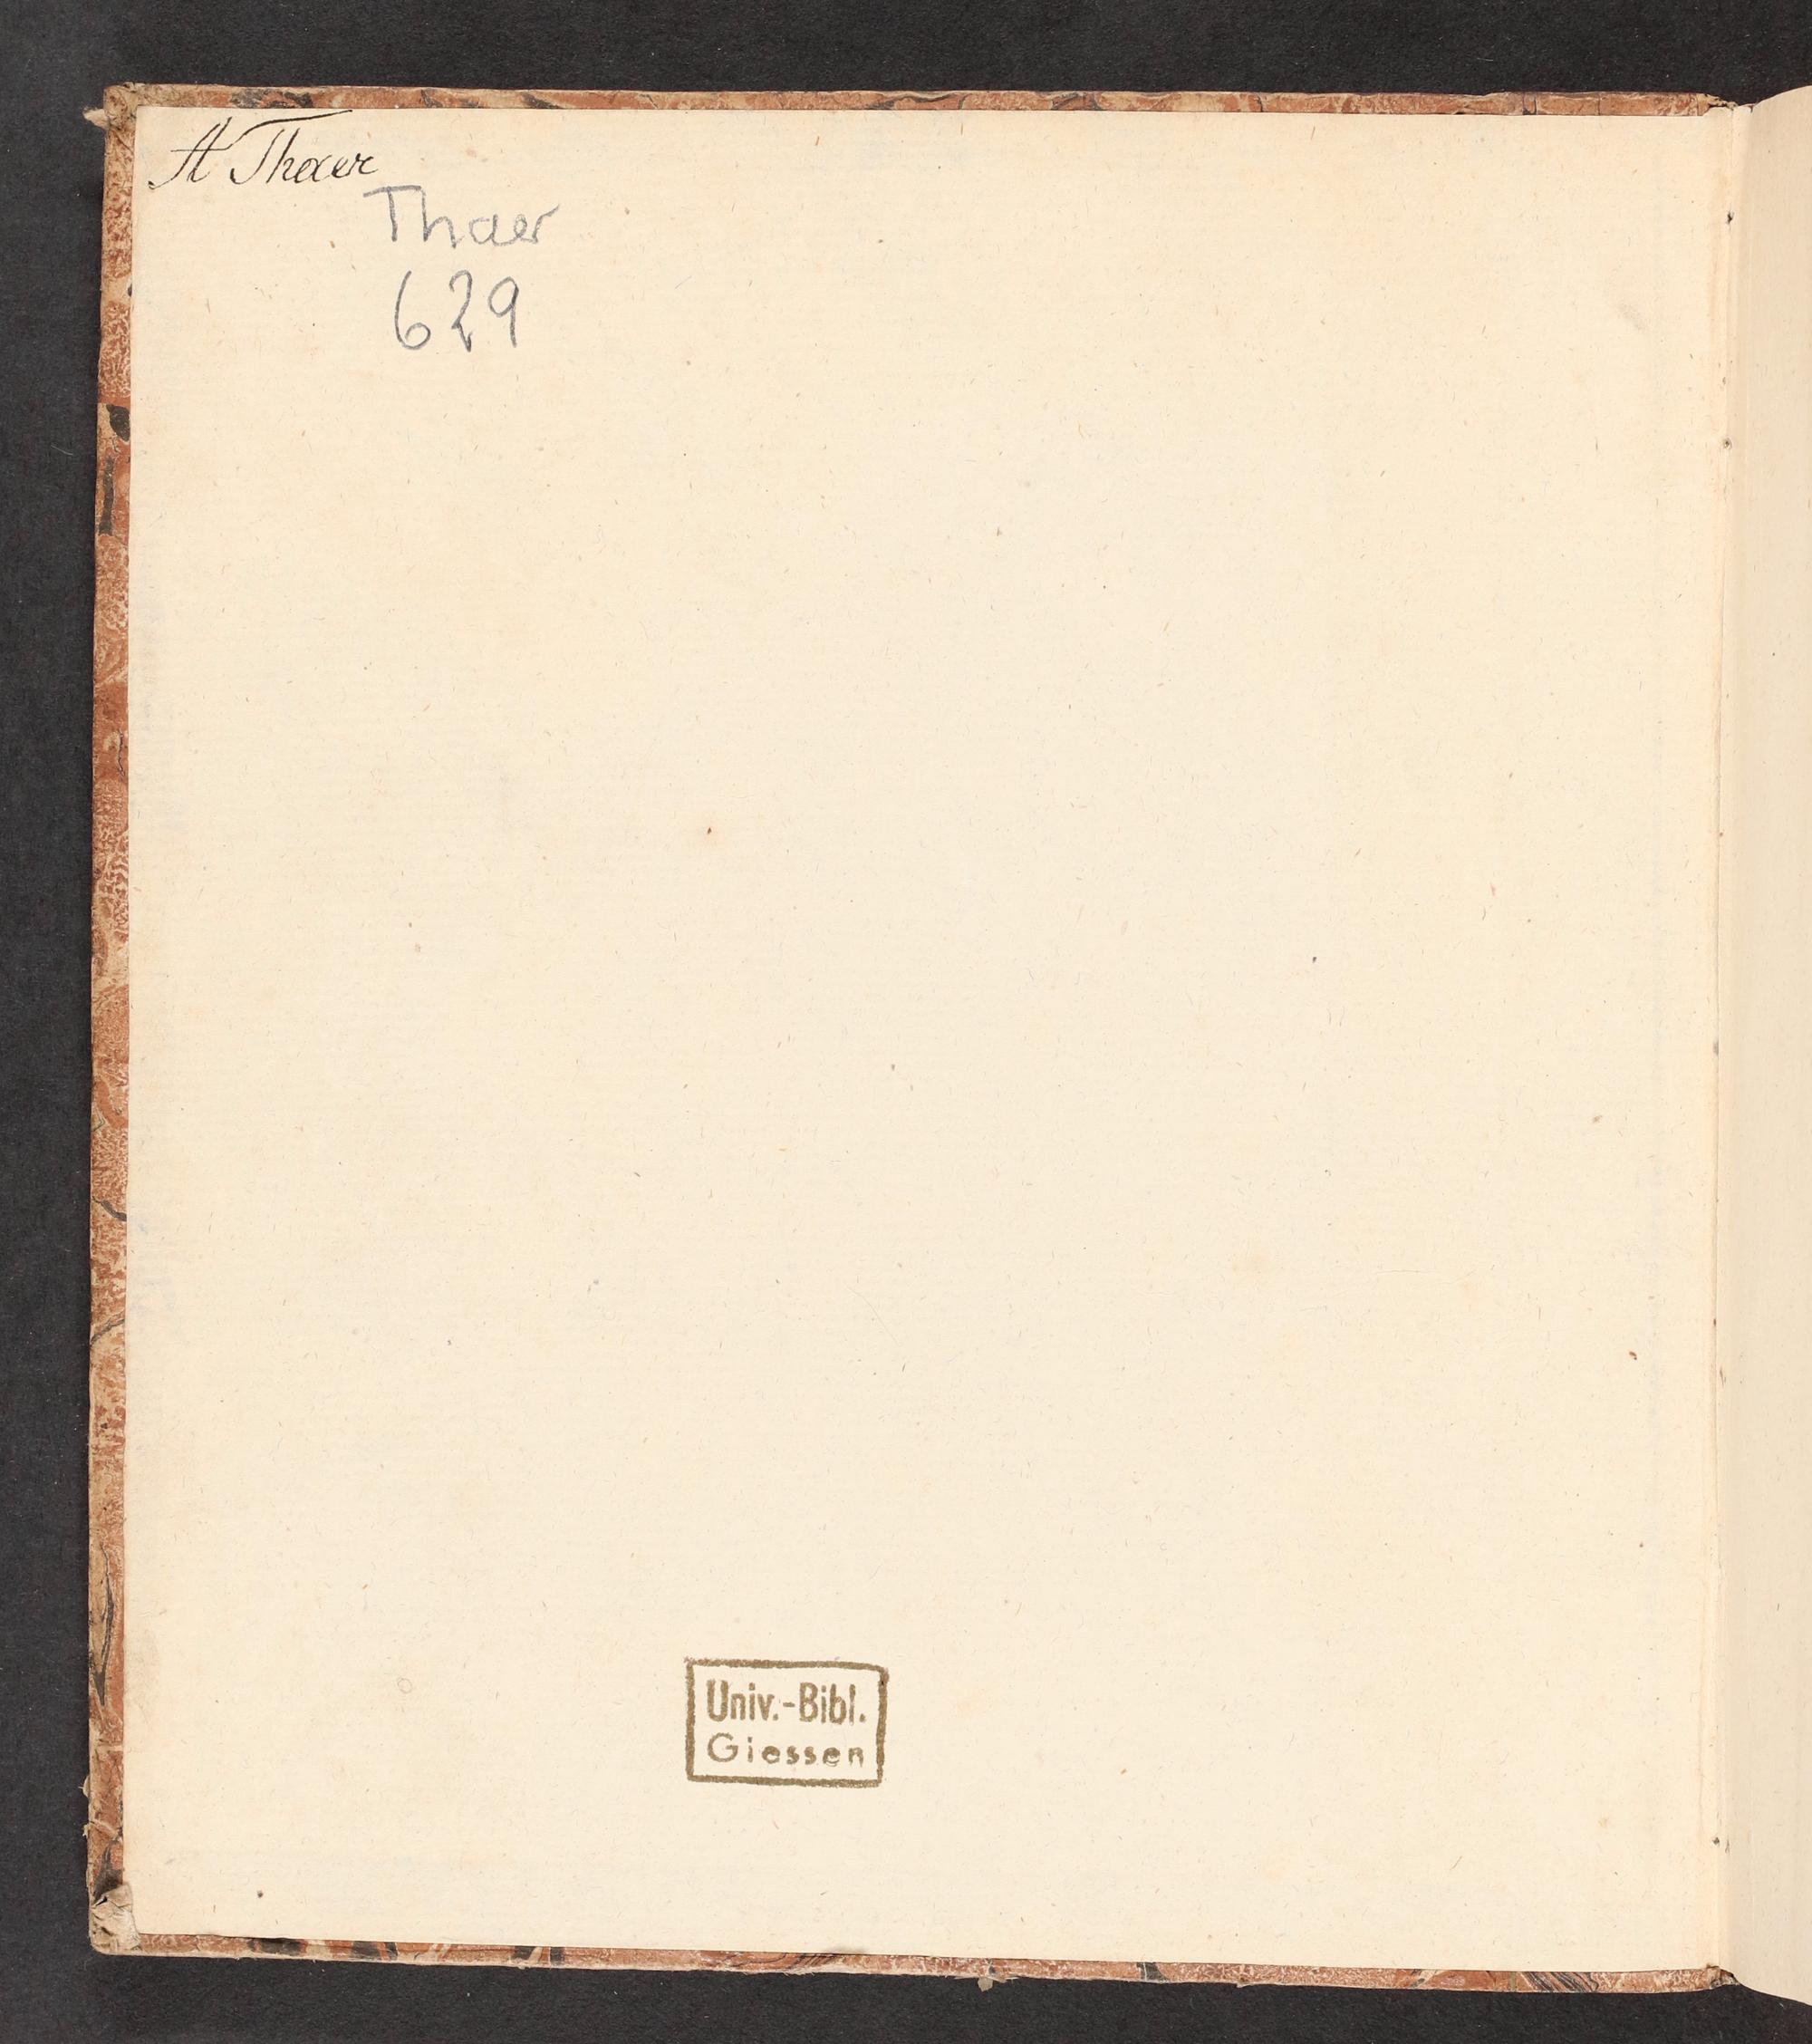 A Thaer
Thaer
629
Univ.-Bibl.
Giessen